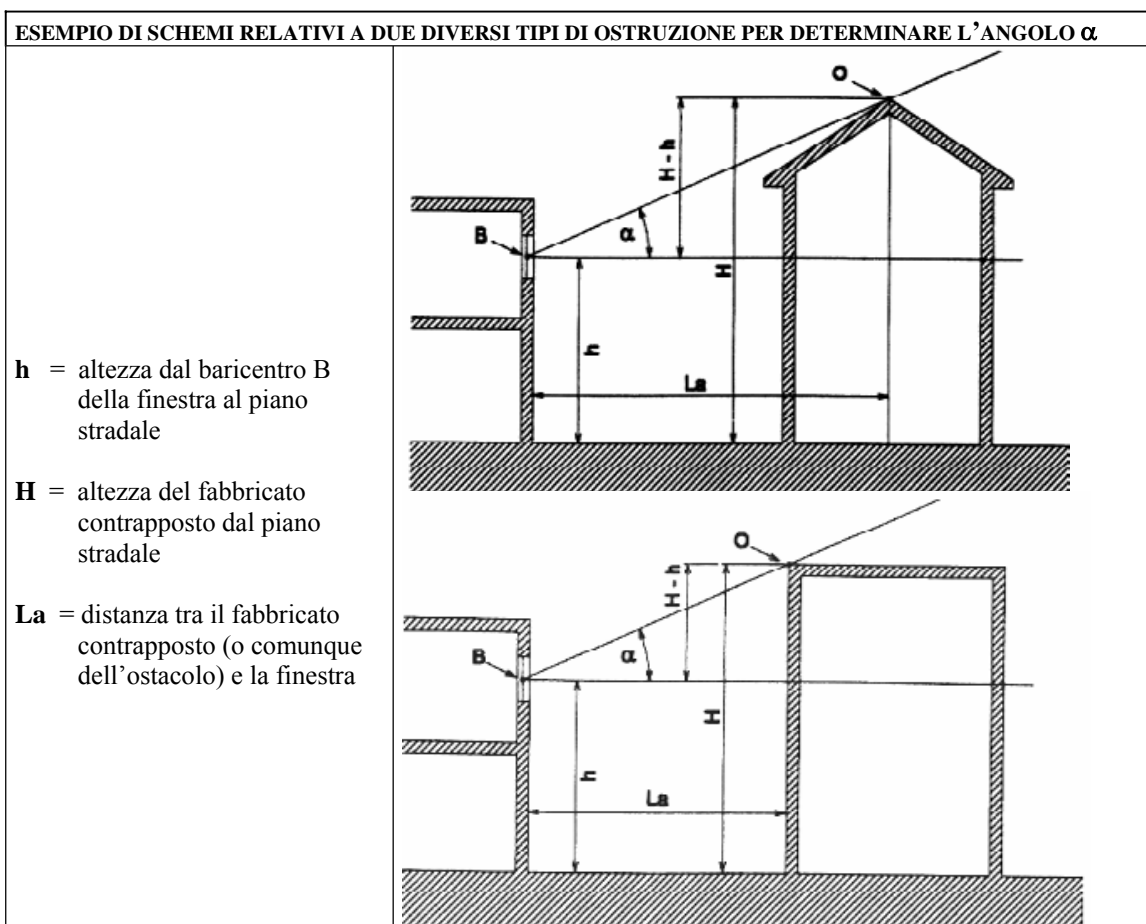 ESEMPIO DI SCHEMI RELATIVI A DUE DIVERSI TIPI DI OSTRUZIONE PER DETERMINARE L’ANGOLO α
h = altezza dal baricentro B
della finestra al piano
stradale
H = altezza del fabbricato
contrapposto dal piano
stradale
La = distanza tra il fabbricato
contrapposto (o comunque
dell’ostacolo) e la finestra
O
H - h
B
α
H
h
La
O
H - h
B
α
H
h
La